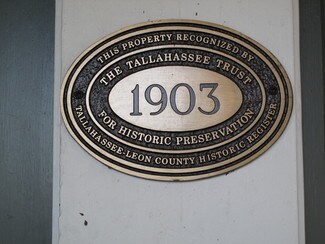 THIS PROPERTY RECOGNIZED BY
THE TALLAHASSEE TRUST
1903
FOR HISTORIC PRESERVATION
TALLAHASSEE-LEON COUNTY HISTORIC REGISTER